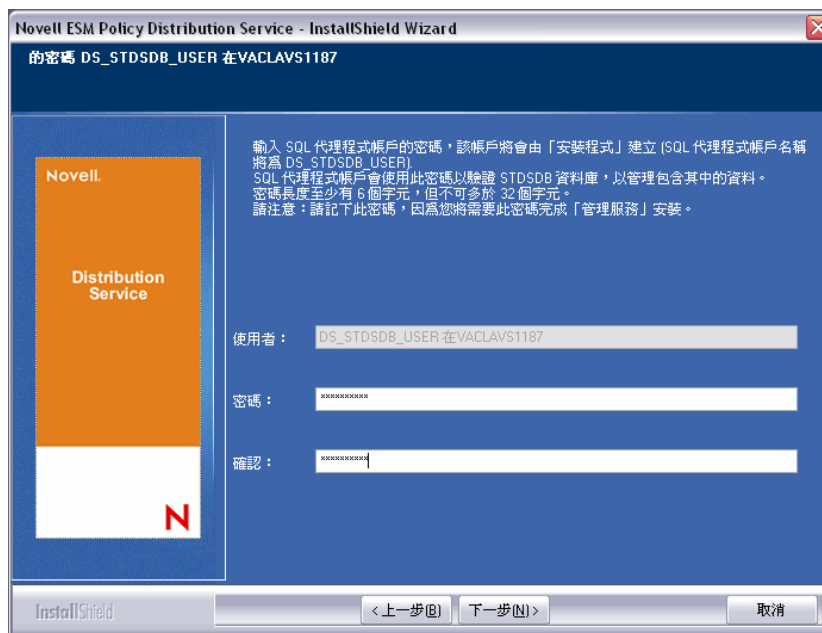 Novell ESM Policy Distribution Service - InstallShield Wizard
的密碼 DS_STDSDB_USER 在VACLAVS1187
輸入 SQL 代理程式帳戶的密碼，該帳戶將會由「安裝程式」建立 (SQL 代理程式帳戶名稱
將為 DS_STDSDB_USER).
SQL 代理程式帳戶會使用此密碼以驗證 STDSDB 資料庫，以管理包含其中的資料。
密碼長度至少有 6 個字元，但不可多於 32 個字元。
請注意：請記下此密碼，因為您將需要此密碼完成「管理服務」安裝。
Novell.
Distribution
Service
使用者：
DS_STDSDB_USER 在VACLAVS1187
密碼：
**********
確認：
**********
N
InstallShield
<上一步(B)
下一步(N)>
取消